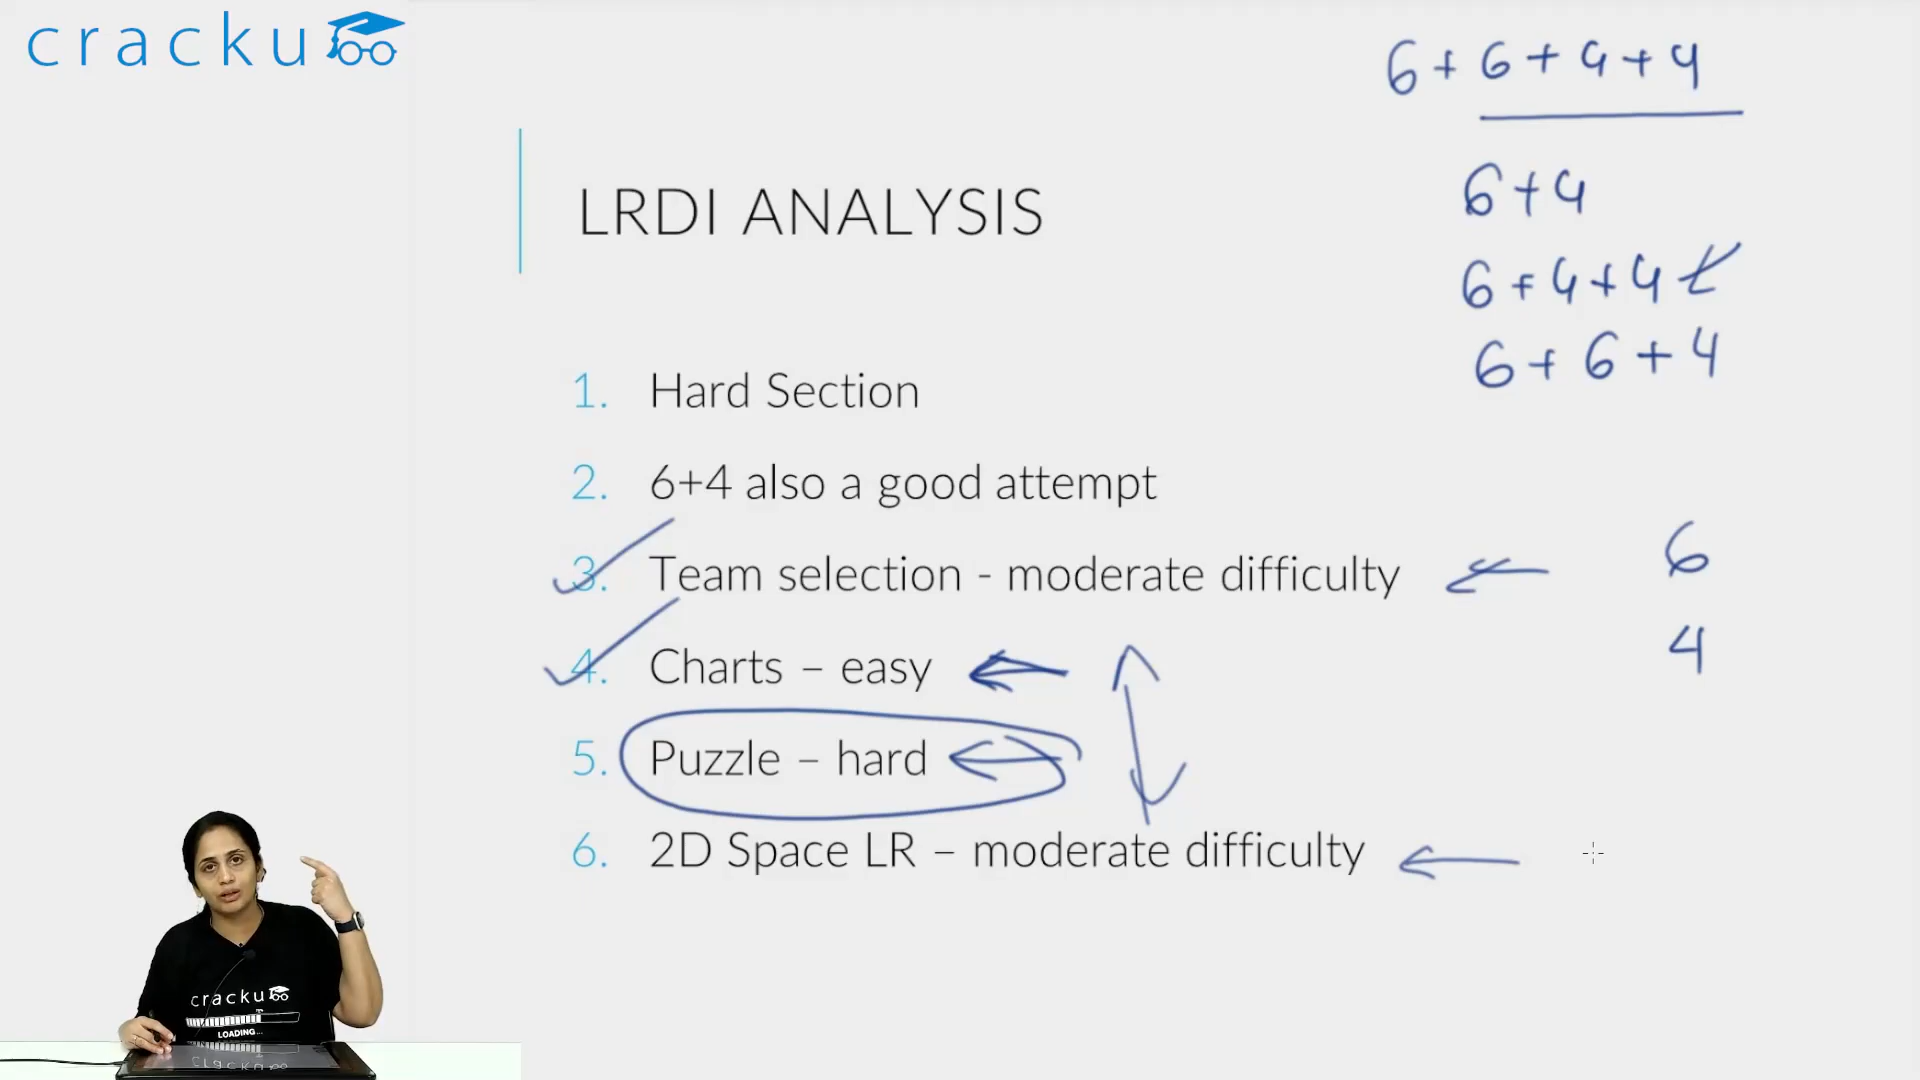 cracku
6+6+4+4
LRDI ANALYSIS
6+4
6+4+4
6+6+4
1. Hard Section
2. 6+4 also a good attempt
3. Team selection - moderate difficulty
6
4. Charts – easy
4
5. Puzzle – hard
6. 2D Space LR – moderate difficulty
cracku
LOADING...